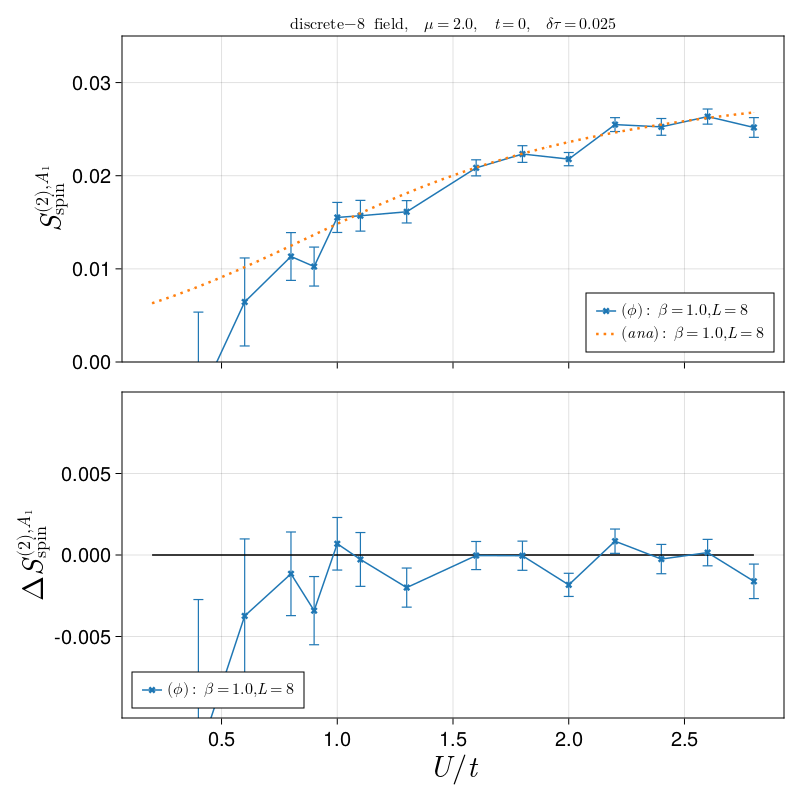 discrete−8 field, μ = 2.0, t = 0, δτ = 0.025
0.03
0.02
0.01
0.00
S_spin^(2),A₁
(ϕ) : β = 1.0,L = 8
(ana) : β = 1.0,L = 8
0.005
0.000
-0.005
ΔS_spin^(2),A₁
(ϕ) : β = 1.0,L = 8
0.5 1.0 1.5 2.0 2.5
U/t